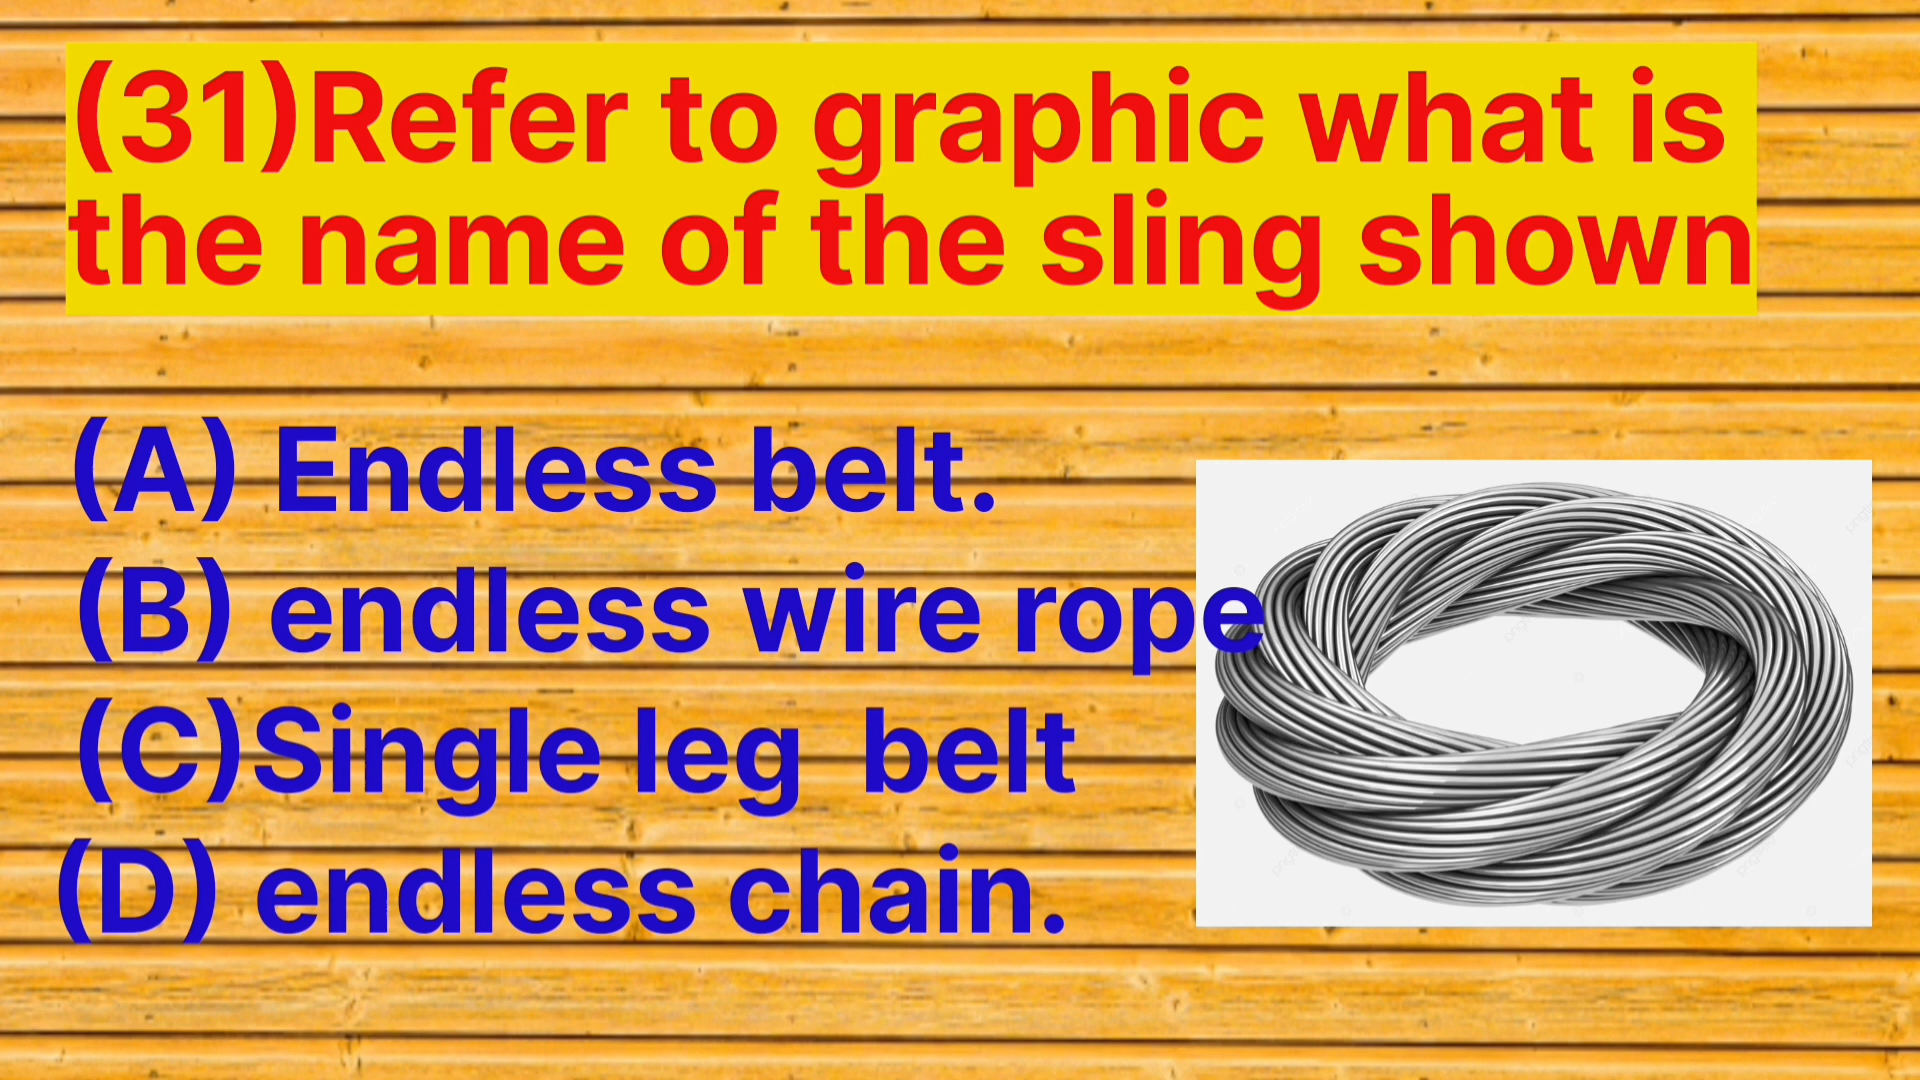 (31)Refer to graphic what is
the name of the sling shown
(A) Endless belt.
(B) endless wire rope
(C)Single leg belt
(D) endless chain.